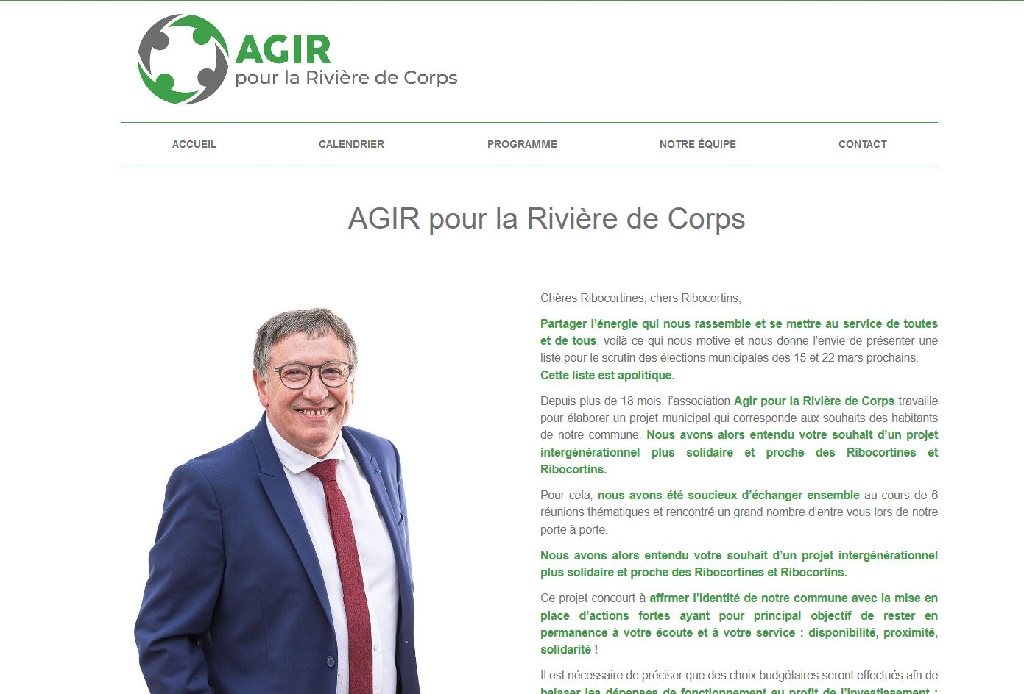 AGIR
pour la Rivière de Corps
ACCUEIL
CALENDRIER
PROGRAMME
NOTRE ÉQUIPE
CONTACT
AGIR pour la Rivière de Corps
Chères Ribocortines, chers Ribocortins,
Partager l'énergie qui nous rassemble et se mettre au service de toutes
et de tous, voilà ce qui nous motive et nous donne l'envie de présenter une
liste pour le scrutin des élections municipales des 15 et 22 mars prochains.
Cette liste est apolitique.
Depuis plus de 18 mois, l'association Agir pour la Rivière de Corps travaille
pour élaborer un projet municipal qui corresponde aux souhaits des habitants
de notre commune. Nous avons alors entendu votre souhait d'un projet
intergénérationnel plus solidaire et proche des Ribocortines et
Ribocortins.
Pour cela, nous avons été soucieux d'échanger ensemble au cours de 6
réunions thématiques et rencontré un grand nombre d'entre vous lors de notre
porte à porte.
Nous avons alors entendu votre souhait d'un projet intergénérationnel
plus solidaire et proche des Ribocortines et Ribocortins.
Ce projet concourt à affrmer l'identité de notre commune avec la mise en
place d'actions fortes ayant pour principal objectif de rester en
permanence à votre écoute et à votre service : disponibilité, proximité,
solidarité !
Il est nécessaire de préciser que des choix budgétaires seront effectués afin de
baisser les dépenses de fonctionnement au profit de l'investissement :